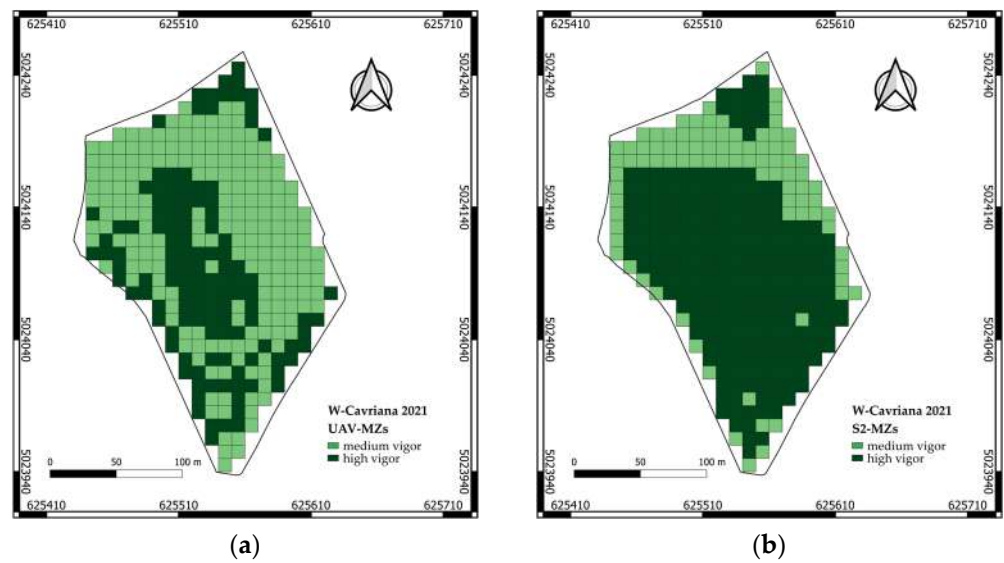 625410 625510 625610 625710
5024240 5024240
5024140 5024140
5024040 5024040
5023940 5023940
W-Cavriana 2021
UAV-MZs
medium vigor
high vigor
0 50 100 m
625410 625510 625610 625710
(a)
625410 625510 625610 625710
5024240 5024240
5024140 5024140
5024040 5024040
5023940 5023940
W-Cavriana 2021
S2-MZs
medium vigor
high vigor
0 50 100 m
625410 625510 625610 625710
(b)